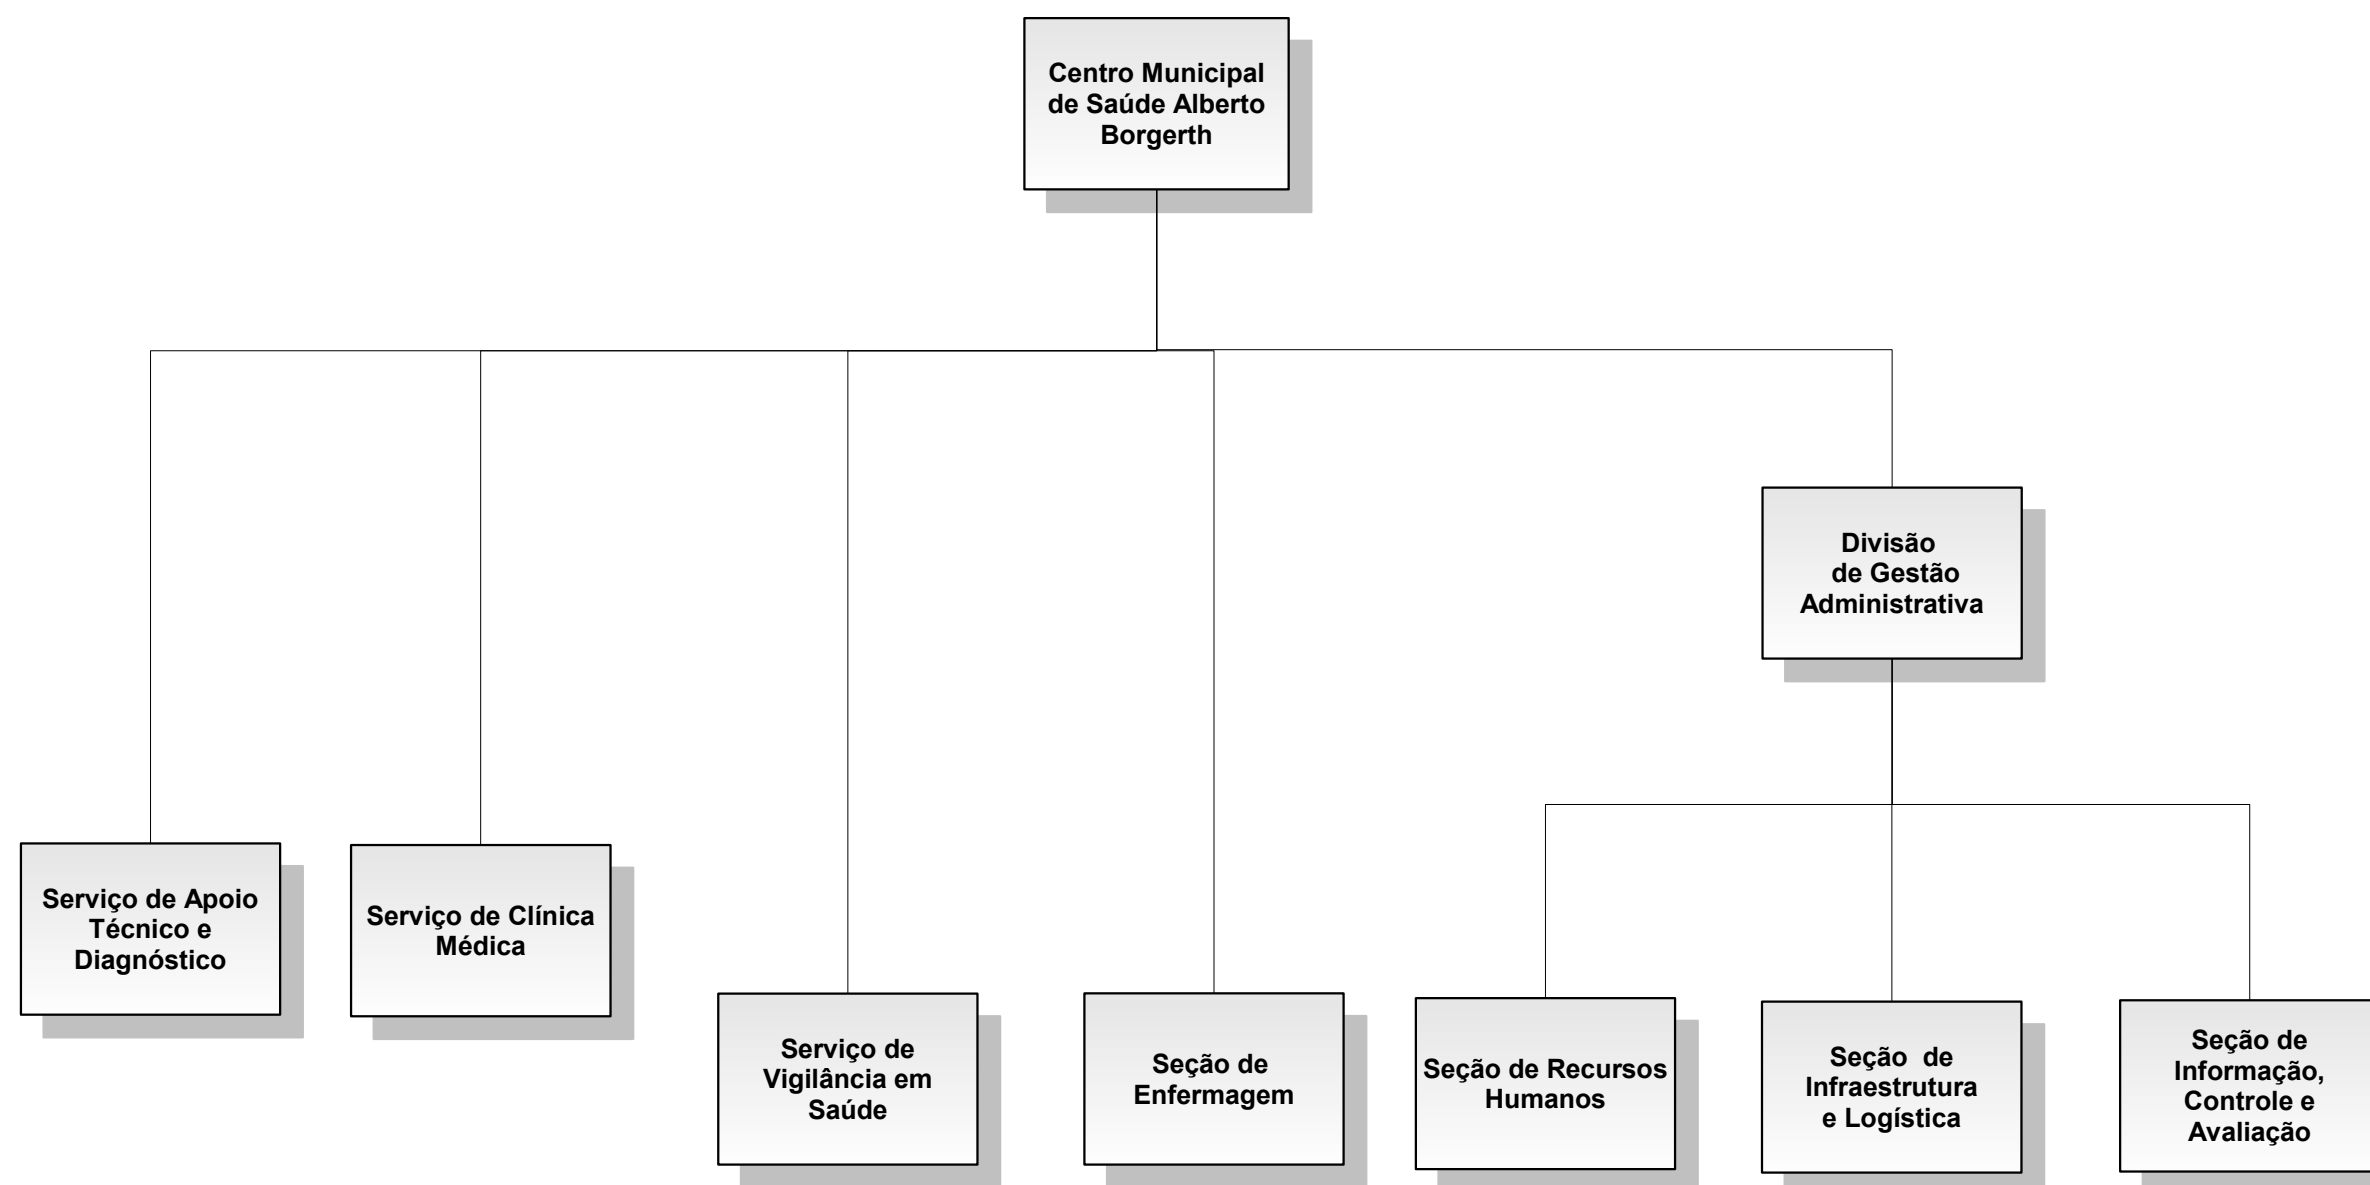 Centro Municipal
de Saúde Alberto
Borgerth
Divisão
de Gestão
Administrativa
Serviço de Apoio
Técnico e
Diagnóstico
Serviço de Clínica
Médica
Serviço de
Vigilância em
Saúde
Seção de
Enfermagem
Seção de Recursos
Humanos
Seção de
Infraestrutura
e Logística
Seção de
Informação,
Controle e
Avaliação